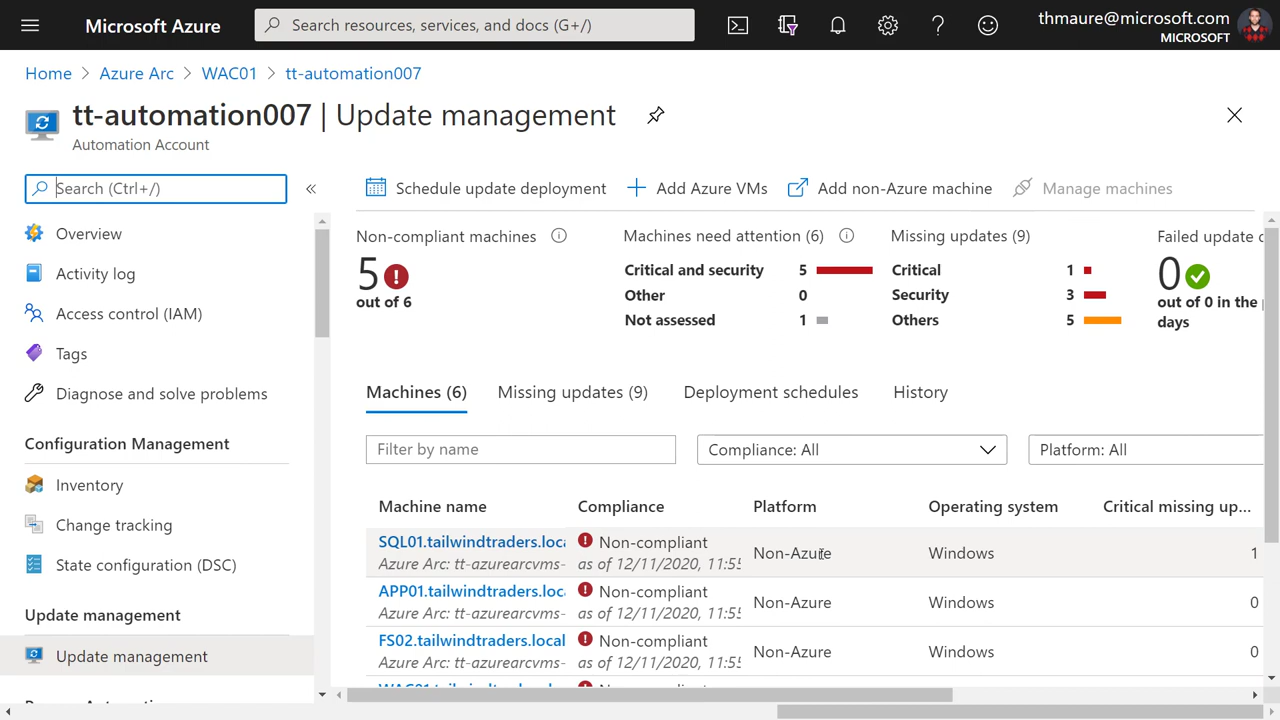 Microsoft Azure
Search resources, services, and docs (G+/)
thmaure@microsoft.com
MICROSOFT
Home > Azure Arc > WAC01 > tt-automation007
tt-automation007 | Update management
Automation Account
Search (Ctrl+/)
Overview
Activity log
Access control (IAM)
Tags
Diagnose and solve problems
Configuration Management
Inventory
Change tracking
State configuration (DSC)
Update management
Update management
Schedule update deployment
Add Azure VMs
Add non-Azure machine
Manage machines
Non-compliant machines
5
out of 6
Machines need attention (6)
Critical and security 5
Other 0
Not assessed 1
Missing updates (9)
Critical 1
Security 3
Others 5
Failed update
0
out of 0 in the
days
Machines (6)
Missing updates (9)
Deployment schedules
History
Filter by name
Compliance: All
Platform: All
Machine name Compliance Platform Operating system Critical missing up...
SQL01.tailwindtraders.loca Non-compliant Non-Azure Windows 1
Azure Arc: tt-azurearcvms- as of 12/11/2020, 11:55
APP01.tailwindtraders.loca Non-compliant Non-Azure Windows 0
Azure Arc: tt-azurearcvms- as of 12/11/2020, 11:55
FS02.tailwindtraders.local Non-compliant Non-Azure Windows 0
Azure Arc: tt-azurearcvms- as of 12/11/2020, 11:55